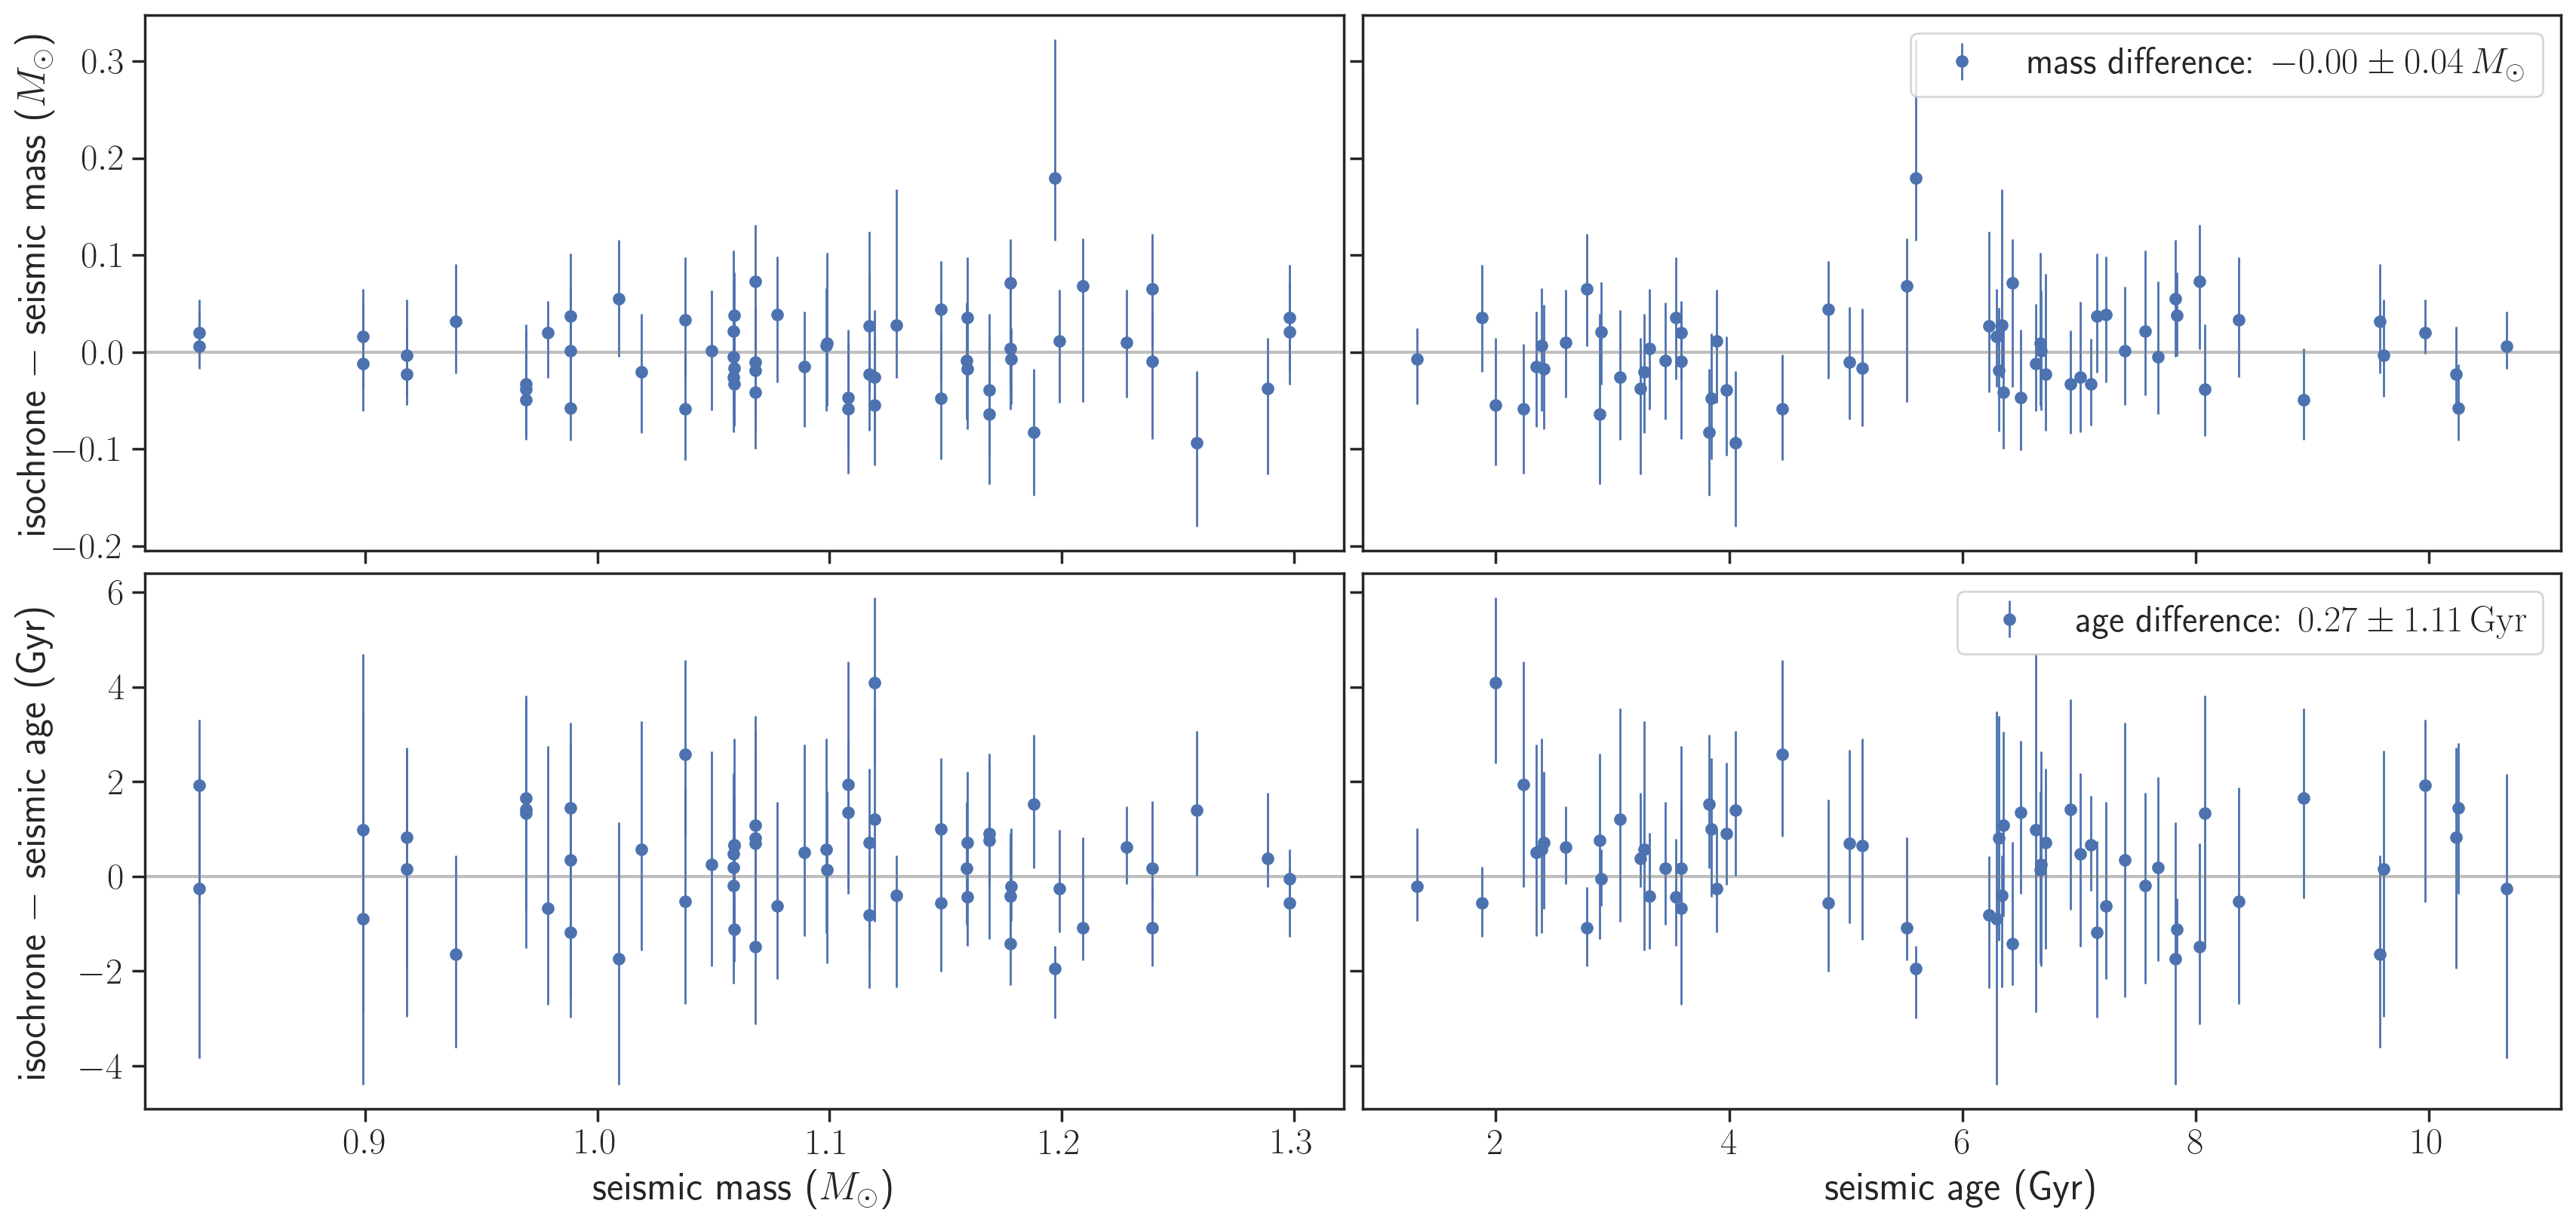 isochrone − seismic mass (M⊙)
0.3
0.2
0.1
0.0
−0.1
−0.2
mass difference: −0.00 ± 0.04 M⊙
isochrone − seismic age (Gyr)
6
4
2
0
−2
−4
age difference: 0.27 ± 1.11 Gyr
0.9 1.0 1.1 1.2 1.3
2 4 6 8 10
seismic mass (M⊙)
seismic age (Gyr)